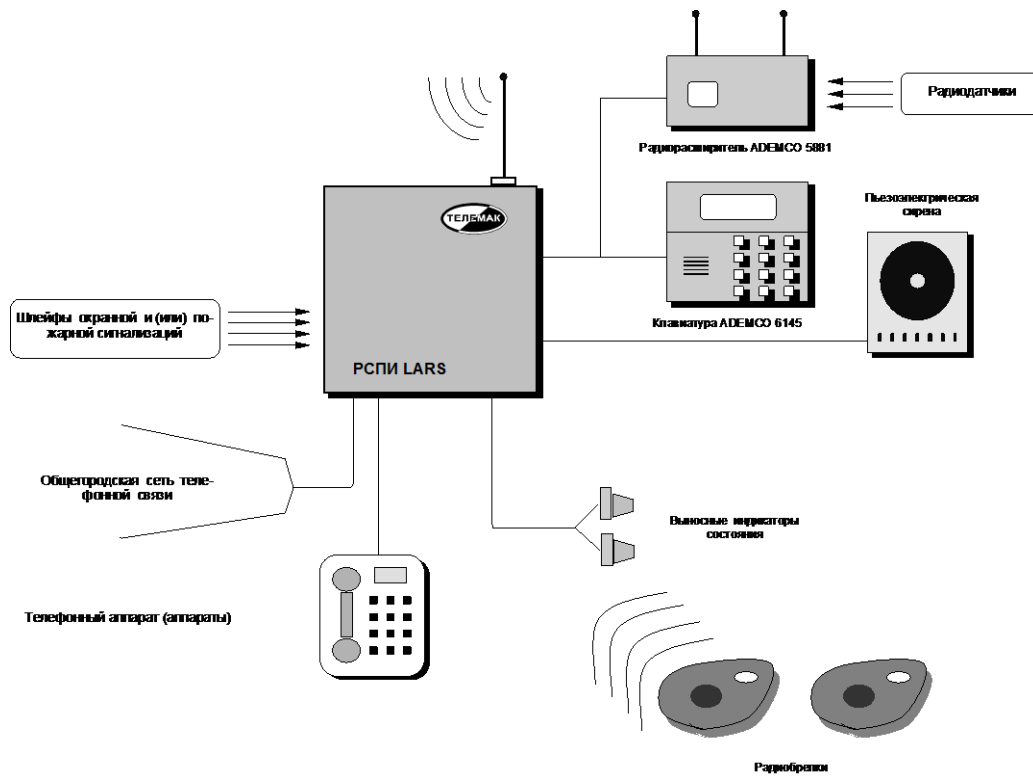 Радиодатчики
Радиорасширитель ADEMCO 5881
ТЕЛЕМАК
Пьезоэлектрическая
сирена
Шлейфы охранной и (или) по-
жарной сигнализаций
Клавиатура ADEMCO 6145
РСПИ LARS
Общегородская сеть теле-
фонной связи
Выносные индикаторы
состояния
Телефонный аппарат (аппараты)
Радиобрелки